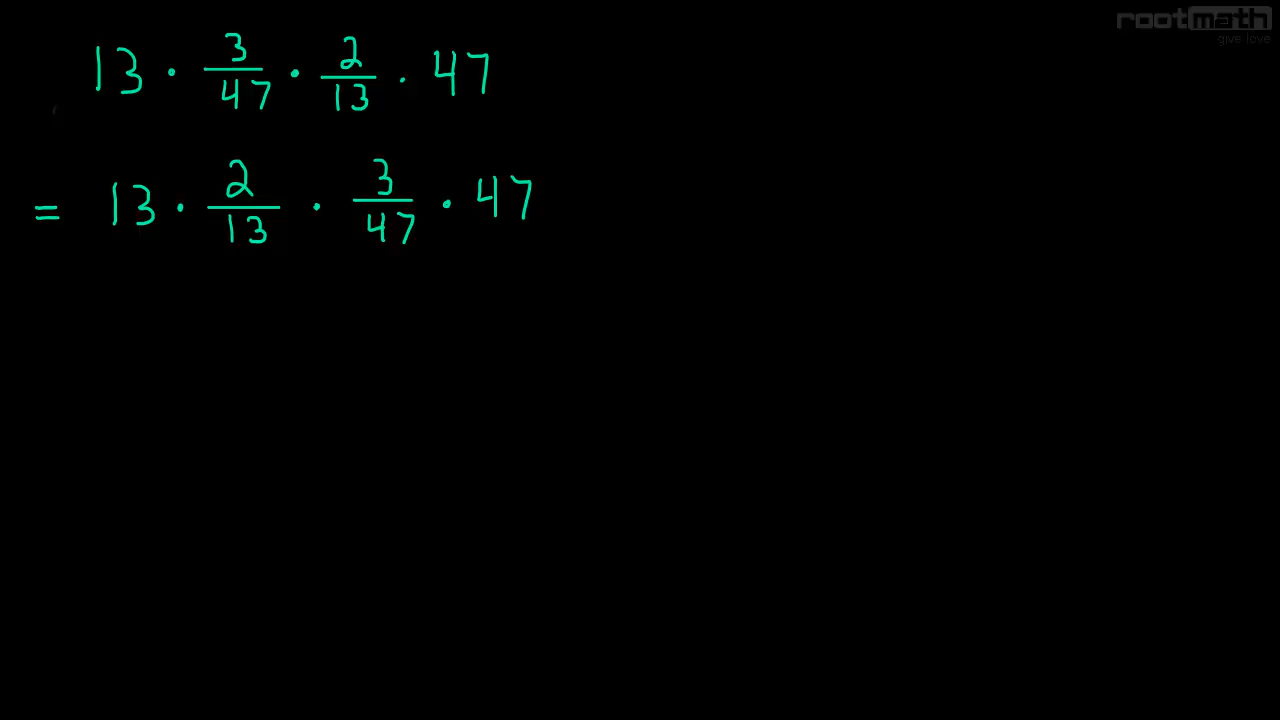 rootmath
give love
13 · 3/47 · 2/13 · 47
= 13 · 2/13 · 3/47 · 47